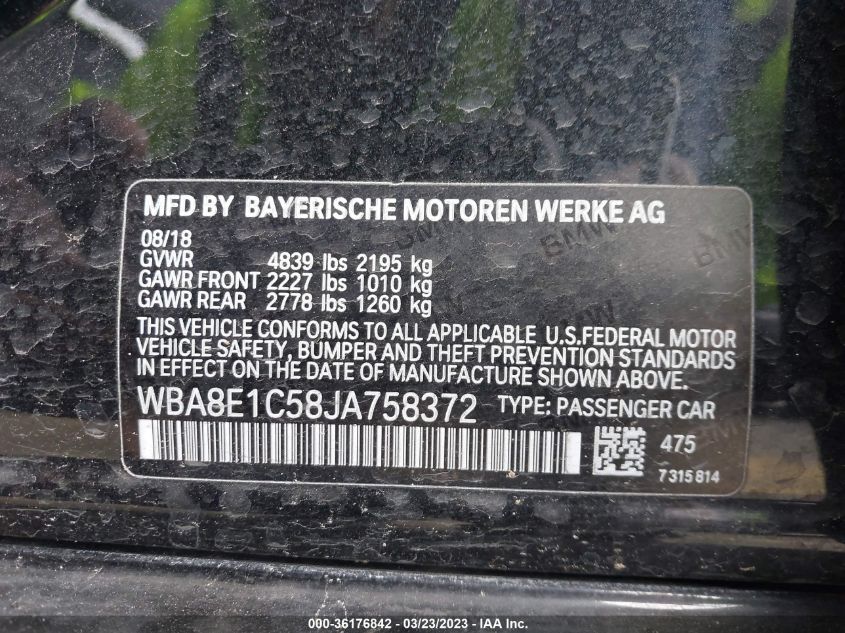 MFD BY BAYERISCHE MOTOREN WERKE AG
08/18
GVWR 4839 lbs 2195 kg
GAWR FRONT 2227 lbs 1010 kg
GAWR REAR 2778 lbs 1260 kg
THIS VEHICLE CONFORMS TO ALL APPLICABLE U.S.FEDERAL MOTOR
VEHICLE SAFETY, BUMPER AND THEFT PREVENTION STANDARDS
IN EFFECT ON THE DATE OF MANUFACTURE SHOWN ABOVE.
WBA8E1C58JA758372 TYPE: PASSENGER CAR
475
7315814
BMW
BMW
©000-36176842 - 03/23/2023 - IAA Inc.